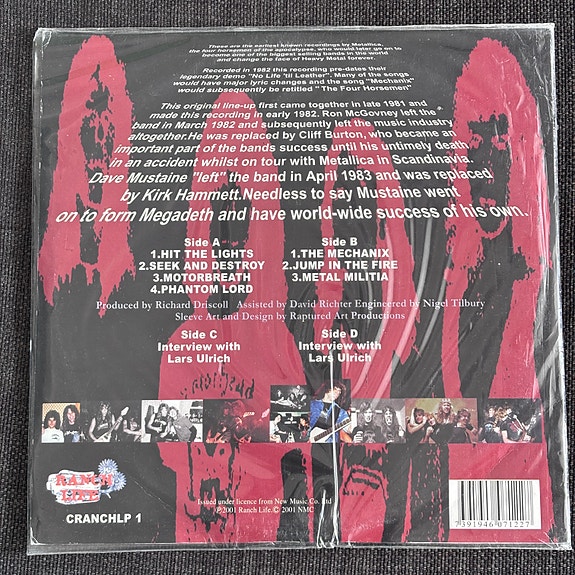 These are the earliest known recordings by Metallica,
the four horsemen of the apocalypse, who would later go on to
become one of the biggest selling bands in the world
and change the face of Heavy Metal forever.
Recorded in 1982 this recording pre-dates their
legendary demo "No Life 'til Leather". Many of the songs
would have major lyric changes and the song "Mechanix"
would subsequently be retitled "The Four Horsemen"
This original line-up first came together in late 1981 and
made this recording in early 1982. Ron McGovney left the
band in March 1982 and subsequently left the music industry
altogether.He was replaced by Cliff Burton, who became an
important part of the bands success until his untimely death
in an accident whilst on tour with Metallica in Scandinavia.
Dave Mustaine "left" the band in April 1983 and was replaced
by Kirk Hammett.Needless to say Mustaine went
on to form Megadeth and have world-wide success of his own.
Side A
1.HIT THE LIGHTS
2.SEEK AND DESTROY
3.MOTORBREATH
4.PHANTOM LORD
Side B
1.THE MECHANIX
2.JUMP IN THE FIRE
3.METAL MILITIA
Produced by Richard Driscoll Assisted by David Richter Engineered by Nigel Tilbury
Sleeve Art and Design by Raptured Art Productions
Side C
Interview with
Lars Ulrich
Side D
Interview with
Lars Ulrich
RANCH
LIFE
CRANCHLP 1
Issued under licence from New Music Co. Ltd
℗2001 Ranch Life.© 2001 NMC
7391946071227